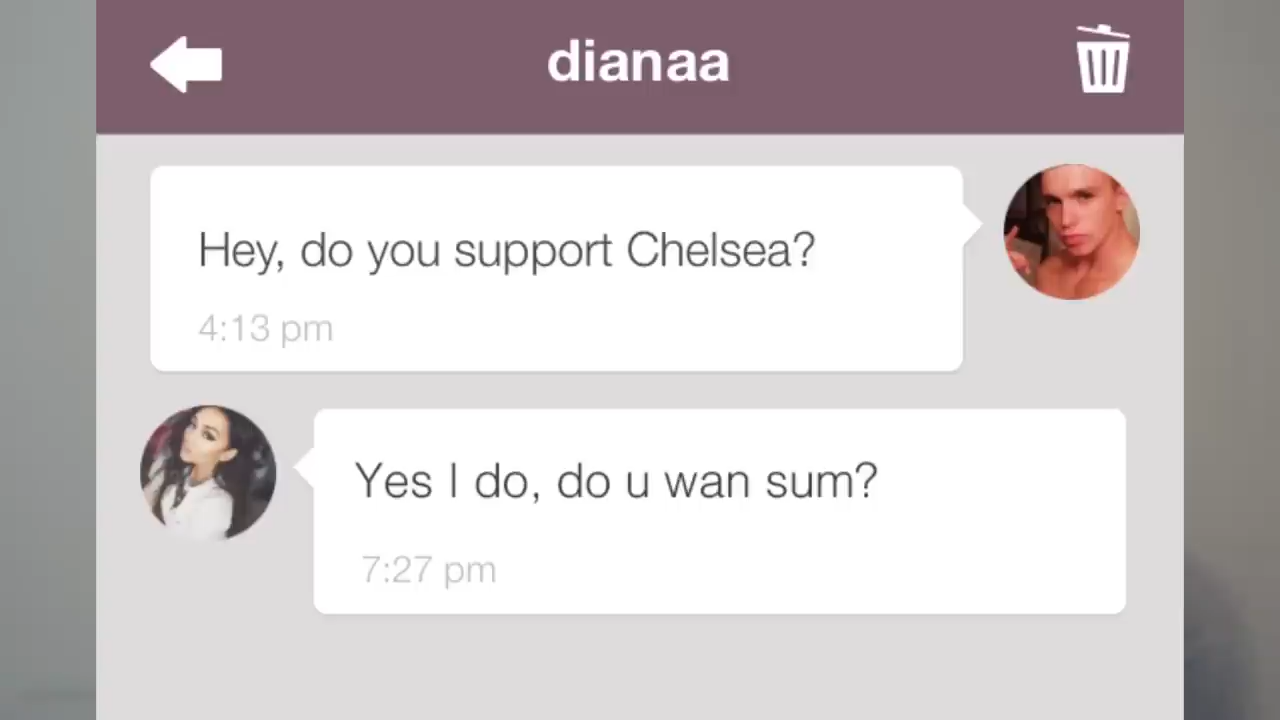 dianaa
Hey, do you support Chelsea?
4:13 pm
Yes I do, do u wan sum?
7:27 pm